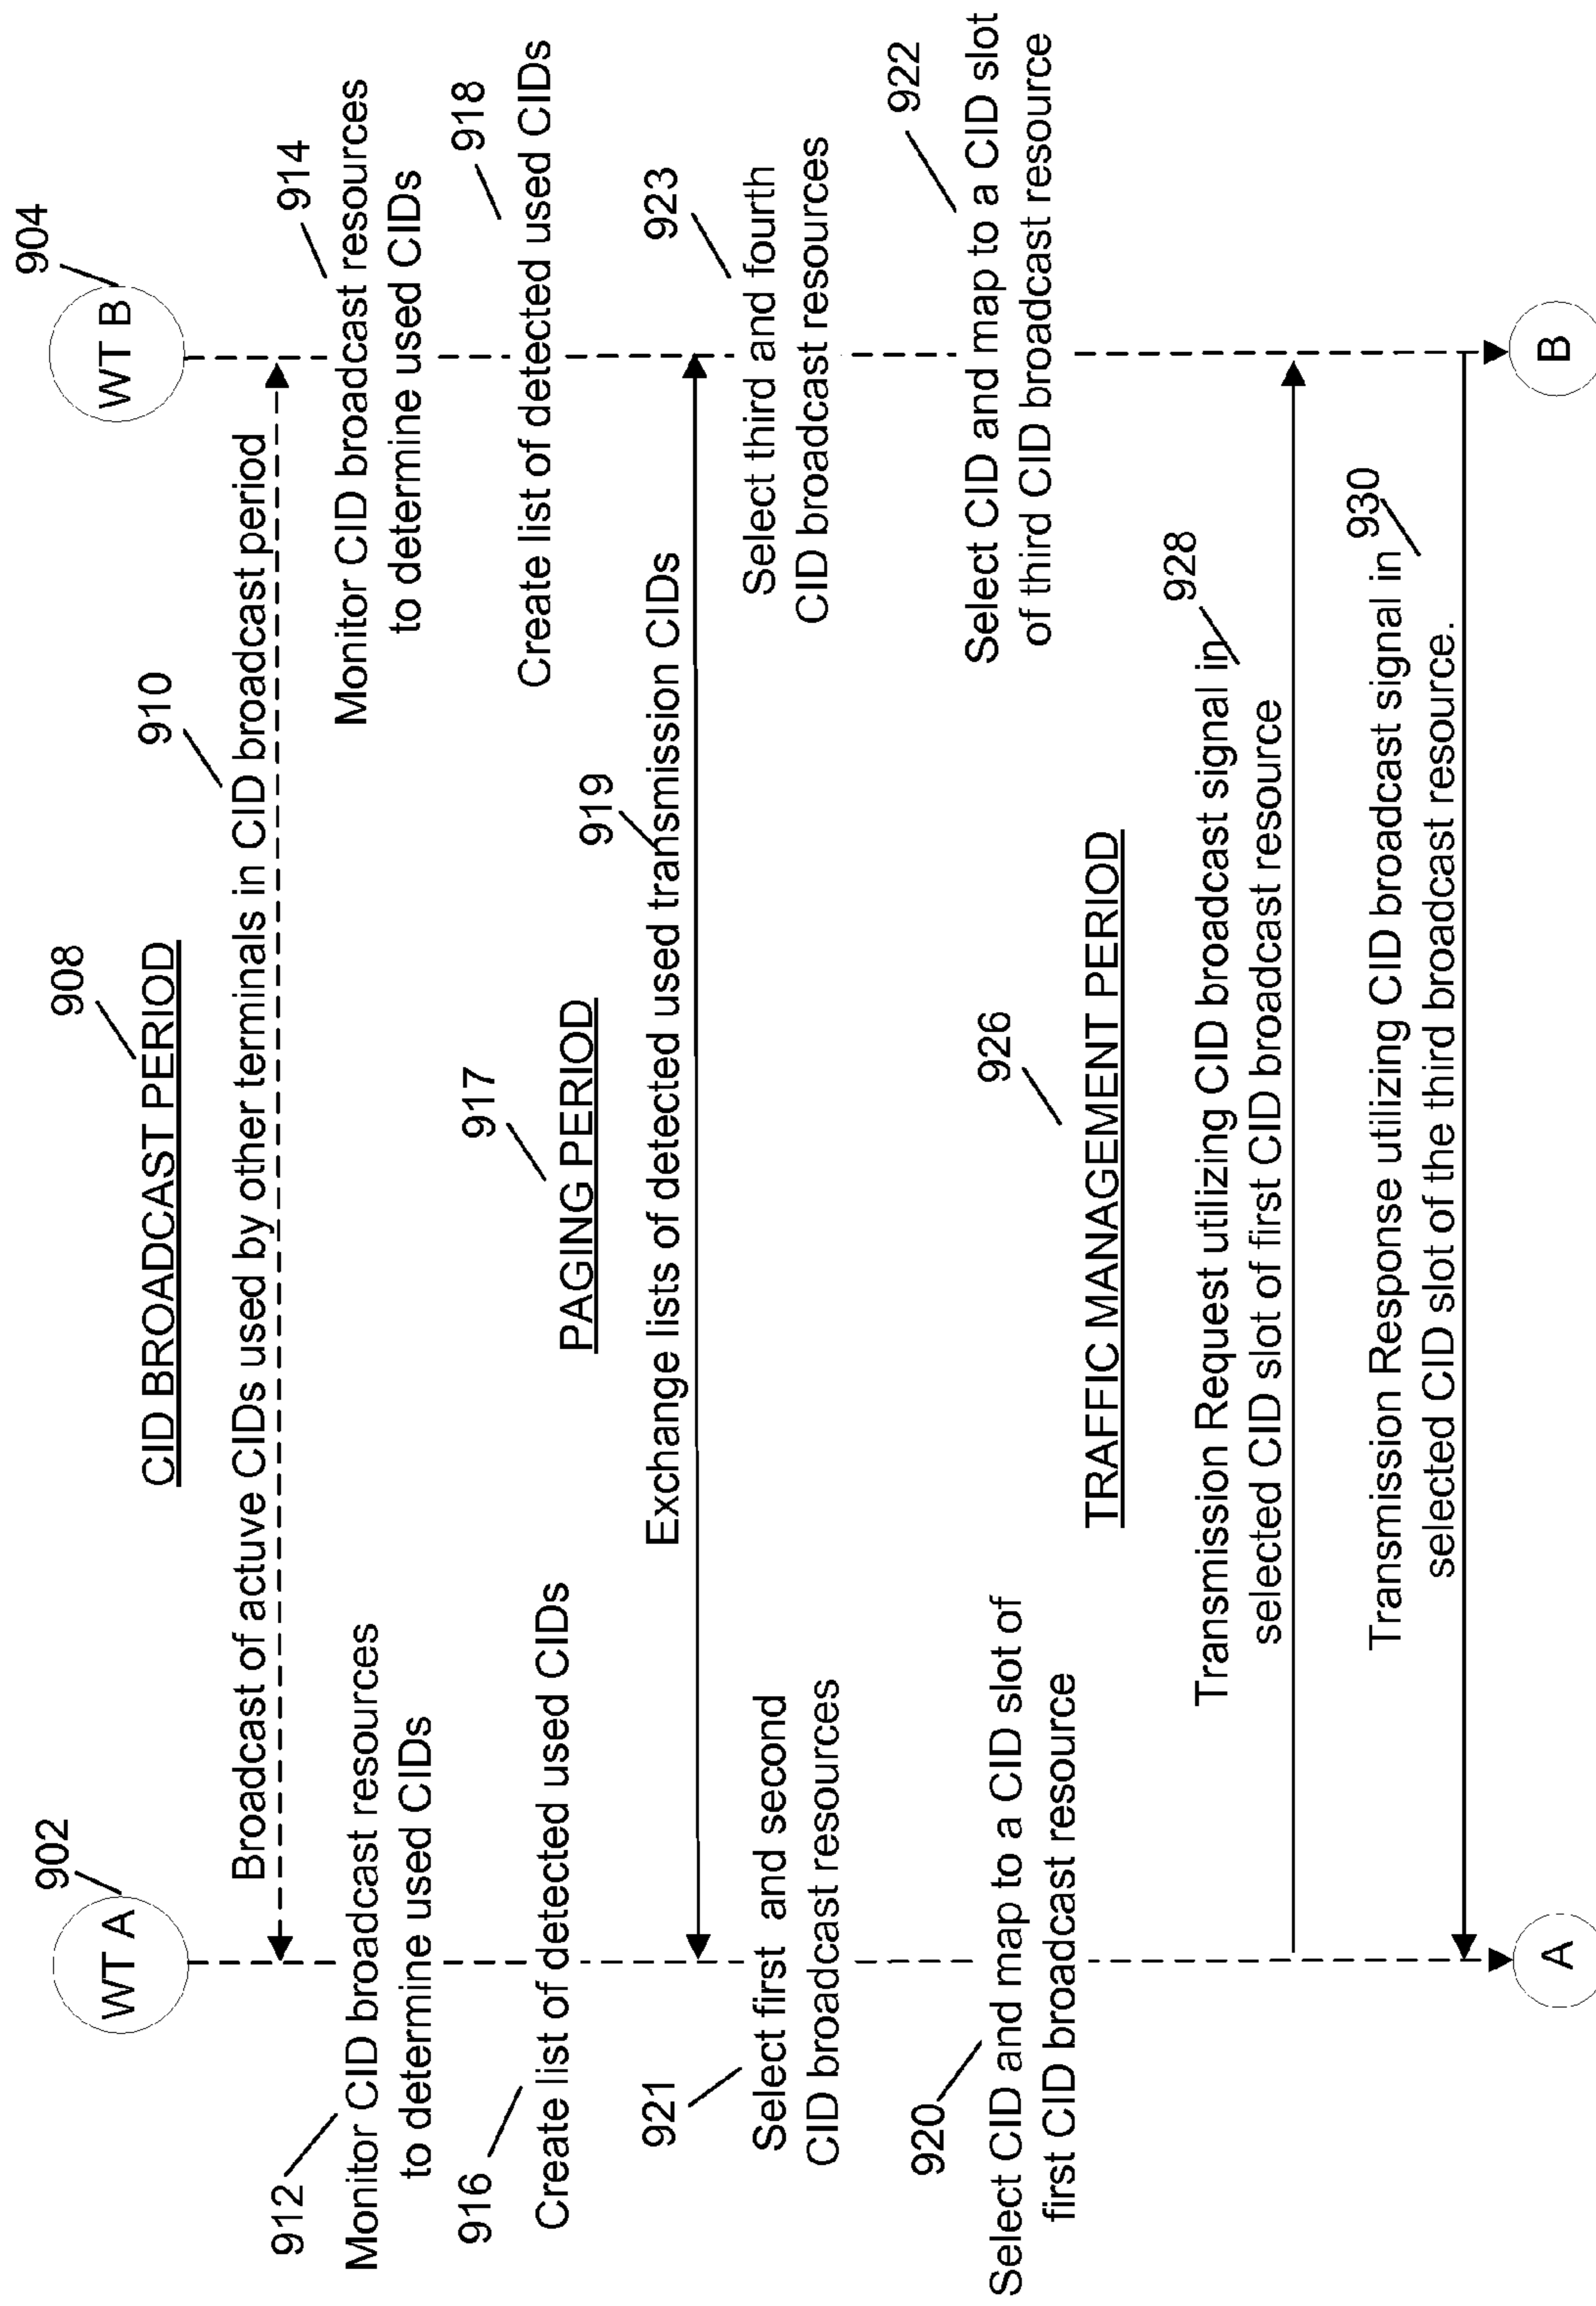 902
WT A
904
WT B
908
CID BROADCAST PERIOD
910
Broadcast of actuve CIDs used by other terminals in CID broadcast period
912
Monitor CID broadcast resources
to determine used CIDs
914
Monitor CID broadcast resources
to determine used CIDs
916
Create list of detected used CIDs
917
PAGING PERIOD
918
Create list of detected used CIDs
919
Exchange lists of detected used transmission CIDs
921
Select first and second
CID broadcast resources
923
Select third and fourth
CID broadcast resources
920
Select CID and map to a CID slot of
first CID broadcast resource
922
Select CID and map to a CID slot
of third CID broadcast resource
926
TRAFFIC MANAGEMENT PERIOD
928
Transmission Request utilizing CID broadcast signal in
selected CID slot of first CID broadcast resource
930
Transmission Response utilizing CID broadcast signal in
selected CID slot of the third broadcast resource.
A
B